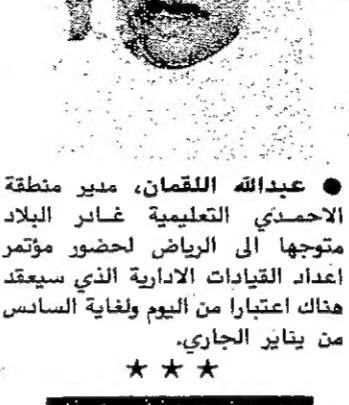 ● عبدالله اللقمان، مدير منطقة
الاحمدي التعليمية غادر البلاد
متوجها الى الرياض لحضور مؤتمر
اعداد القيادات الادارية الذي سيعقد
هناك اعتبارا من اليوم ولغاية السادس
من يناير الجاري.
★ ★ ★